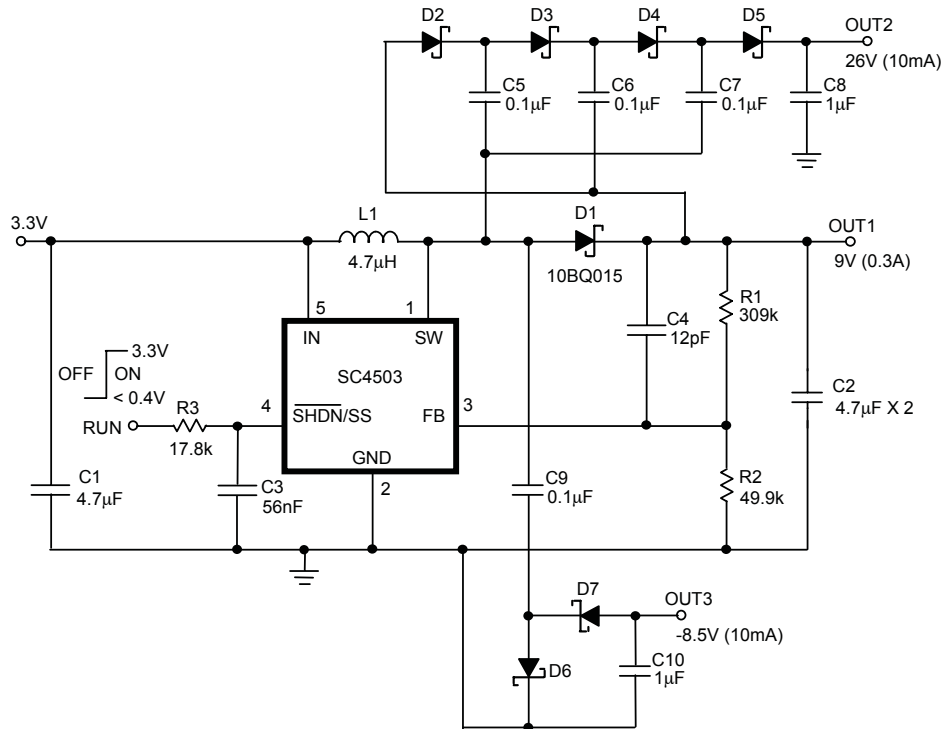 D2
D3
D4
D5
OUT2
26V (10mA)
C5
0.1µF
C6
0.1µF
C7
0.1µF
C8
1µF
3.3V
L1
4.7µH
D1
10BQ015
OUT1
9V (0.3A)
5
1
IN
SW
SC4503
SHDN/SS
FB
GND
4
3
2
C4
12pF
R1
309k
C2
4.7µF X 2
3.3V
OFF
ON
< 0.4V
RUN
R3
17.8k
C1
4.7µF
C3
56nF
C9
0.1µF
R2
49.9k
D7
OUT3
-8.5V (10mA)
D6
C10
1µF